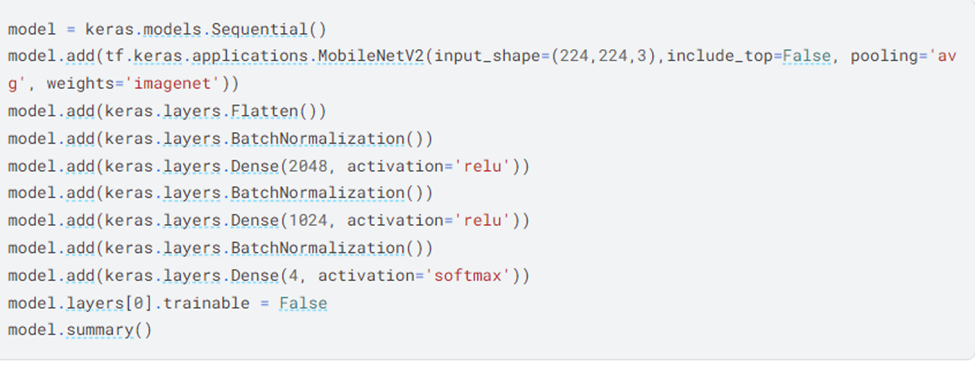 model = keras.models.Sequential()
model.add(tf.keras.applications.MobileNetV2(input_shape=(224,224,3),include_top=False, pooling='av
g', weights='imagenet'))
model.add(keras.layers.Flatten())
model.add(keras.layers.BatchNormalization())
model.add(keras.layers.Dense(2048, activation='relu'))
model.add(keras.layers.BatchNormalization())
model.add(keras.layers.Dense(1024, activation='relu'))
model.add(keras.layers.BatchNormalization())
model.add(keras.layers.Dense(4, activation='softmax'))
model.layers[0].trainable = False
model.summary()